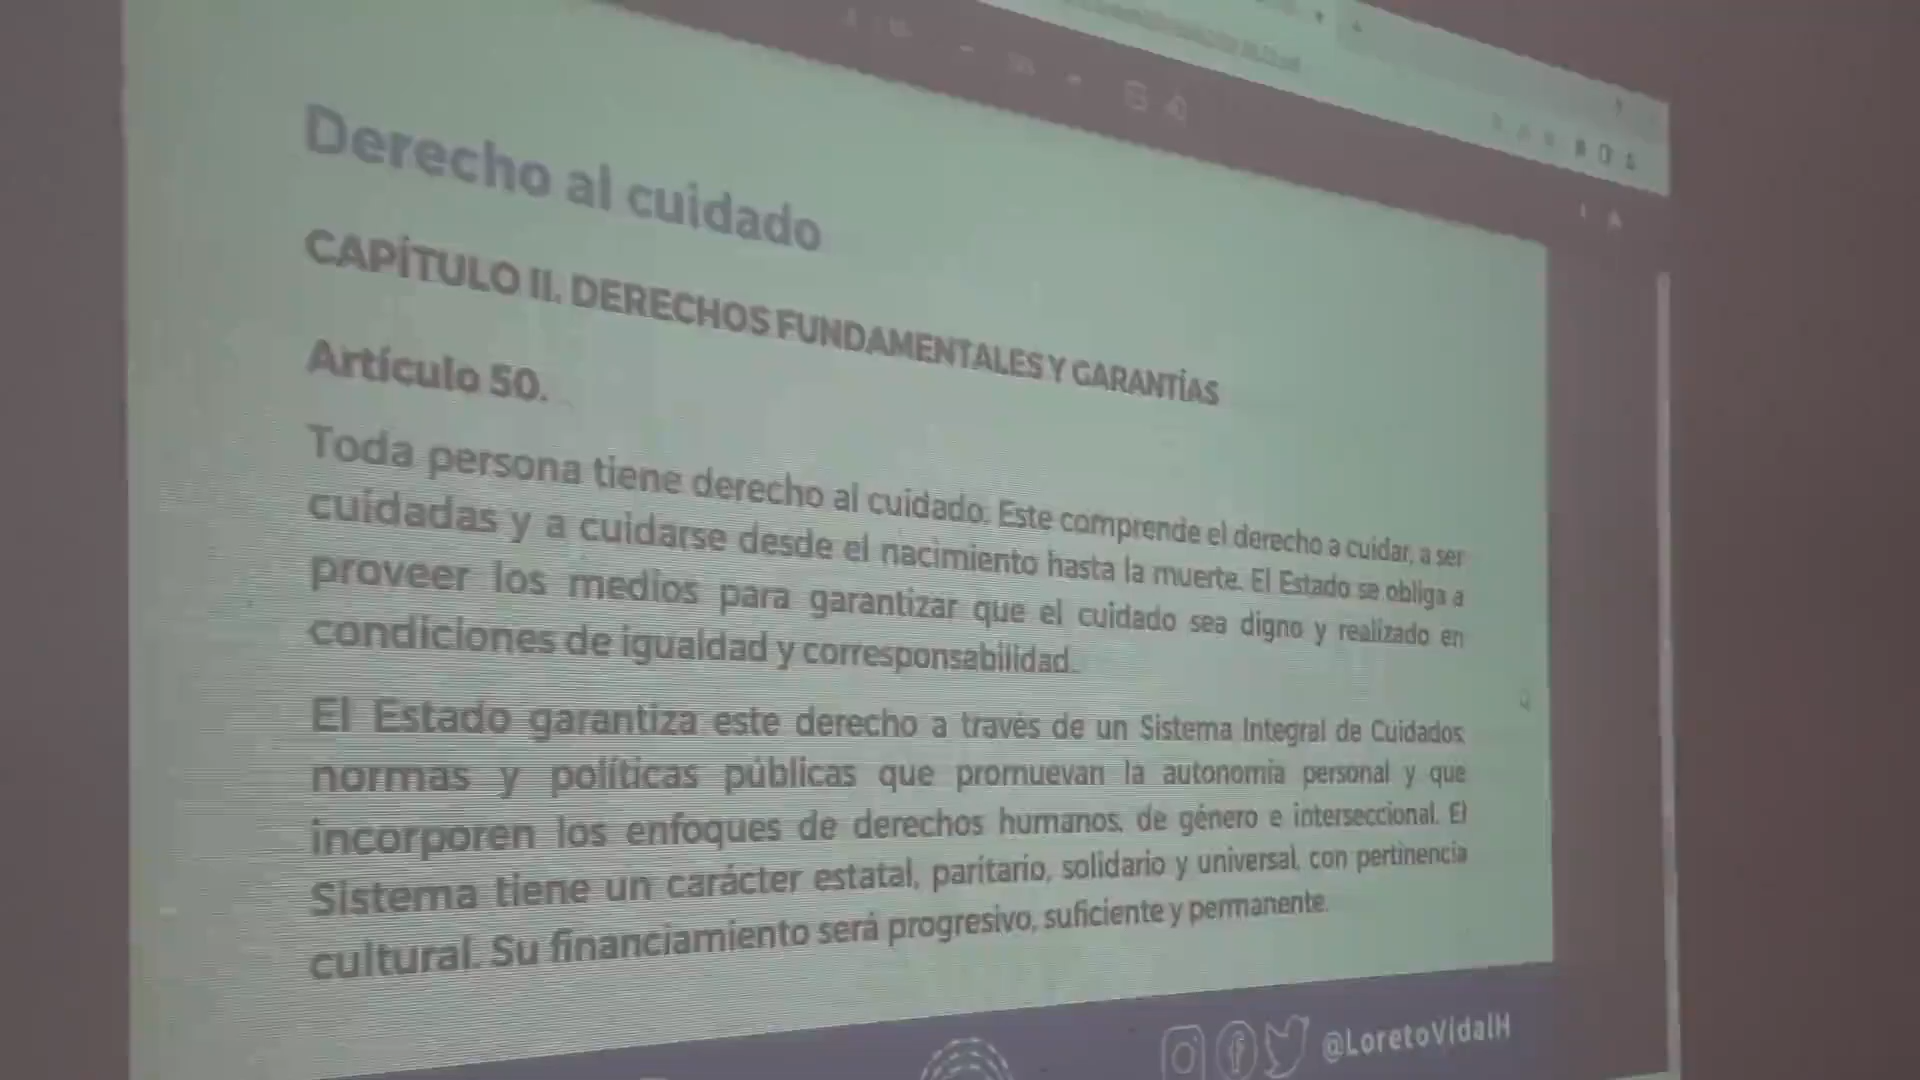 Derecho al cuidado
CAPÍTULO II. DERECHOS FUNDAMENTALES Y GARANTÍAS
Artículo 50.
Toda persona tiene derecho al cuidado. Este comprende el derecho a cuidar, a ser
cuidadas y a cuidarse desde el nacimiento hasta la muerte. El Estado se obliga a
proveer los medios para garantizar que el cuidado sea digno y realizado en
condiciones de igualdad y corresponsabilidad.
El Estado garantiza este derecho a través de un Sistema Integral de Cuidados,
normas y políticas públicas que promuevan la autonomía personal y que
incorporen los enfoques de derechos humanos, de género e interseccional. El
Sistema tiene un carácter estatal, paritario, solidario y universal, con pertinencia
cultural. Su financiamiento será progresivo, suficiente y permanente.
@LoretoVidalH